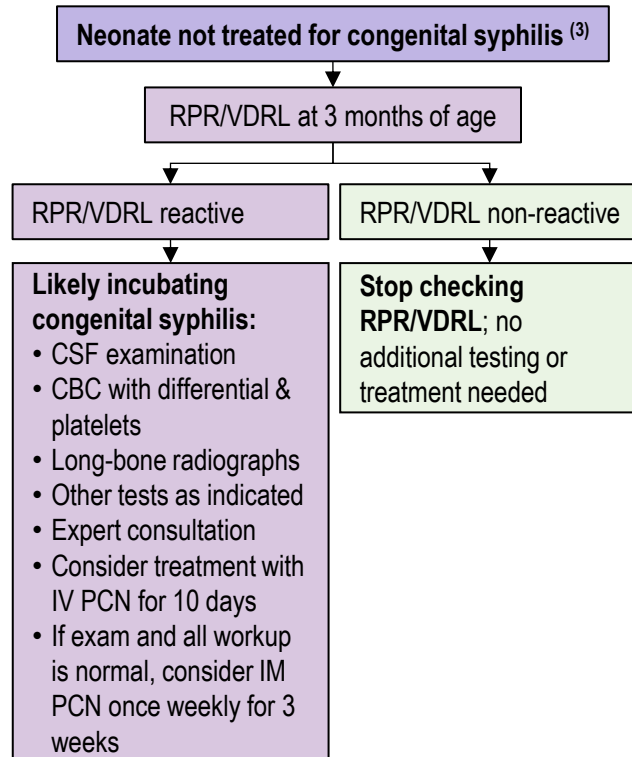 Neonate not treated for congenital syphilis (3)
RPR/VDRL at 3 months of age
RPR/VDRL reactive
RPR/VDRL non-reactive
Likely incubating
congenital syphilis:
• CSF examination
• CBC with differential &
platelets
• Long-bone radiographs
• Other tests as indicated
• Expert consultation
• Consider treatment with
IV PCN for 10 days
• If exam and all workup
is normal, consider IM
PCN once weekly for 3
weeks
Stop checking
RPR/VDRL; no
additional testing or
treatment needed